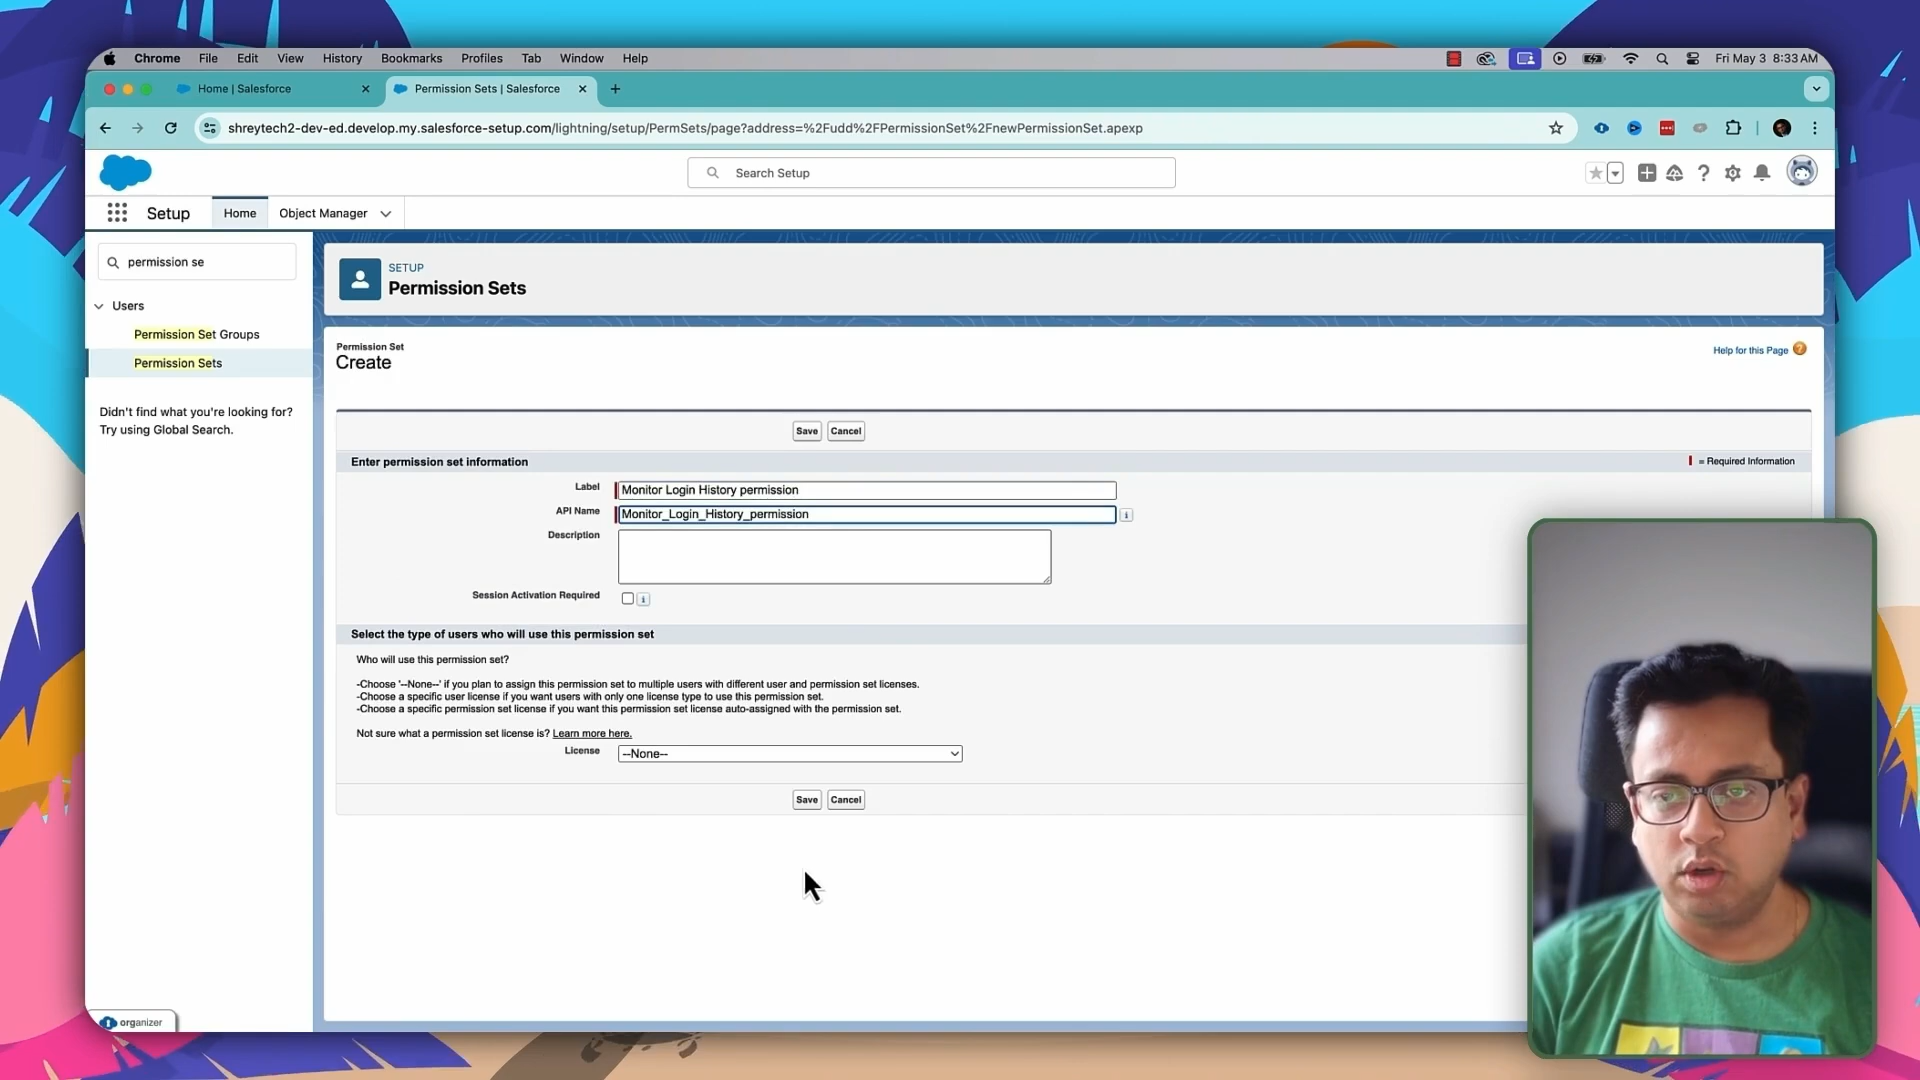 Chrome File Edit View History Bookmarks Profiles Tab Window Help Fri May 3 8:33 AM
Home | Salesforce
Permission Sets | Salesforce
shreytech2-dev-ed.develop.my.salesforce-setup.com/lightning/setup/PermSets/page?address=%2Fudd%2FPermissionSet%2FnewPermissionSet.apexp
Search Setup
Setup
Home
Object Manager
permission se
Users
Permission Set Groups
Permission Sets
Didn't find what you're looking for?
Try using Global Search.
SETUP
Permission Sets
Permission Set
Create
Help for this Page
Save Cancel
Enter permission set information
= Required Information
Label Monitor Login History permission
API Name Monitor_Login_History_permission
Description
Session Activation Required
Select the type of users who will use this permission set
Who will use this permission set?
-Choose '--None--' if you plan to assign this permission set to multiple users with different user and permission set licenses.
-Choose a specific user license if you want users with only one license type to use this permission set.
-Choose a specific permission set license if you want this permission set license auto-assigned with the permission set.
Not sure what a permission set license is? Learn more here.
License --None--
Save Cancel
organizer